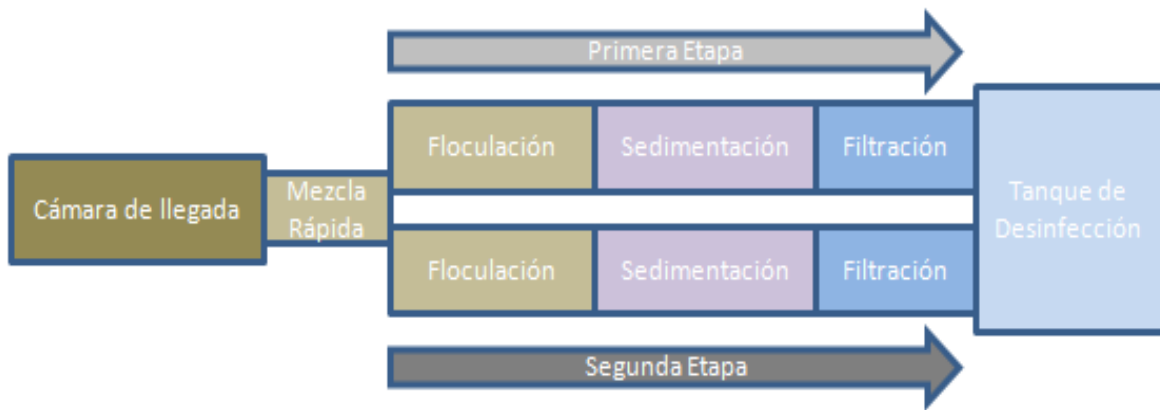 Primera Etapa
Floculación
Sedimentación
Filtración
Cámara de llegada
Mezcla
Rápida
Tanque de
Desinfección
Floculación
Sedimentación
Filtración
Segunda Etapa